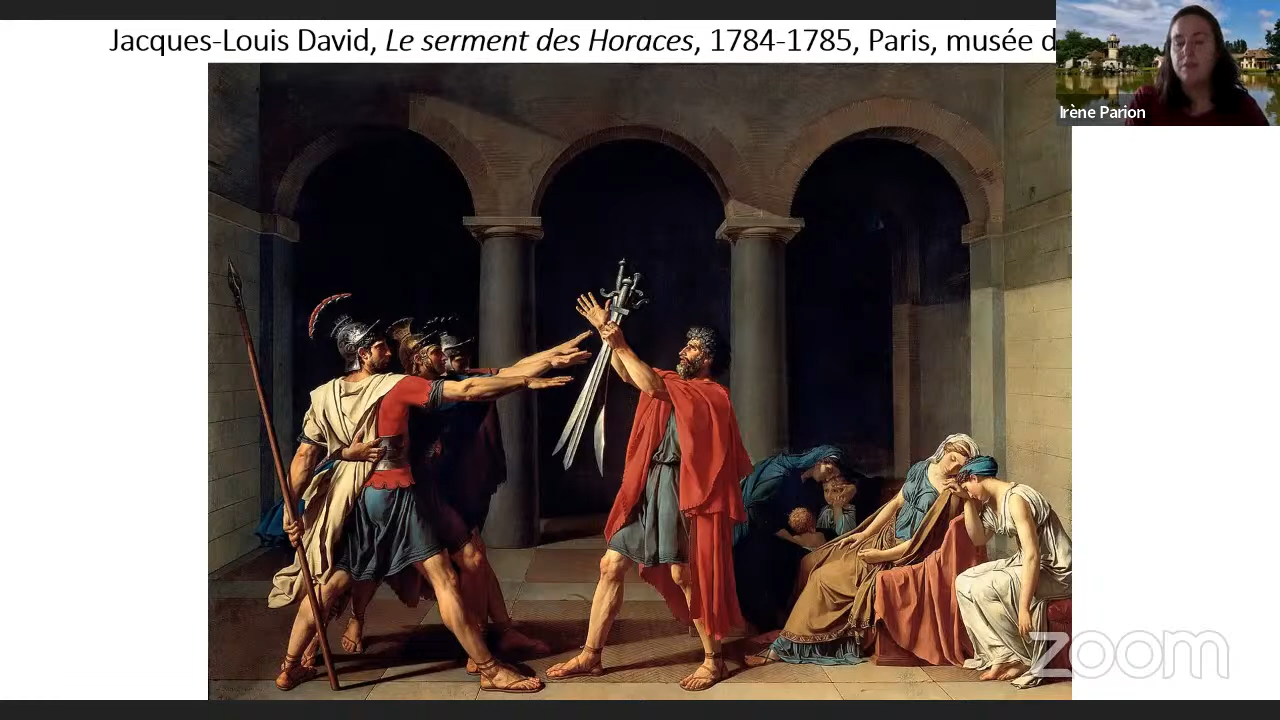 Jacques-Louis David, Le serment des Horaces, 1784-1785, Paris, musée d
Irène Parion
zoom